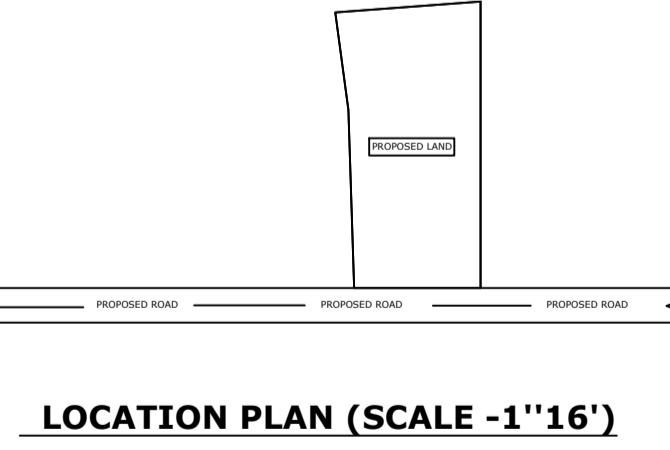 PROPOSED LAND
PROPOSED ROAD PROPOSED ROAD PROPOSED ROAD
LOCATION PLAN (SCALE -1''16')